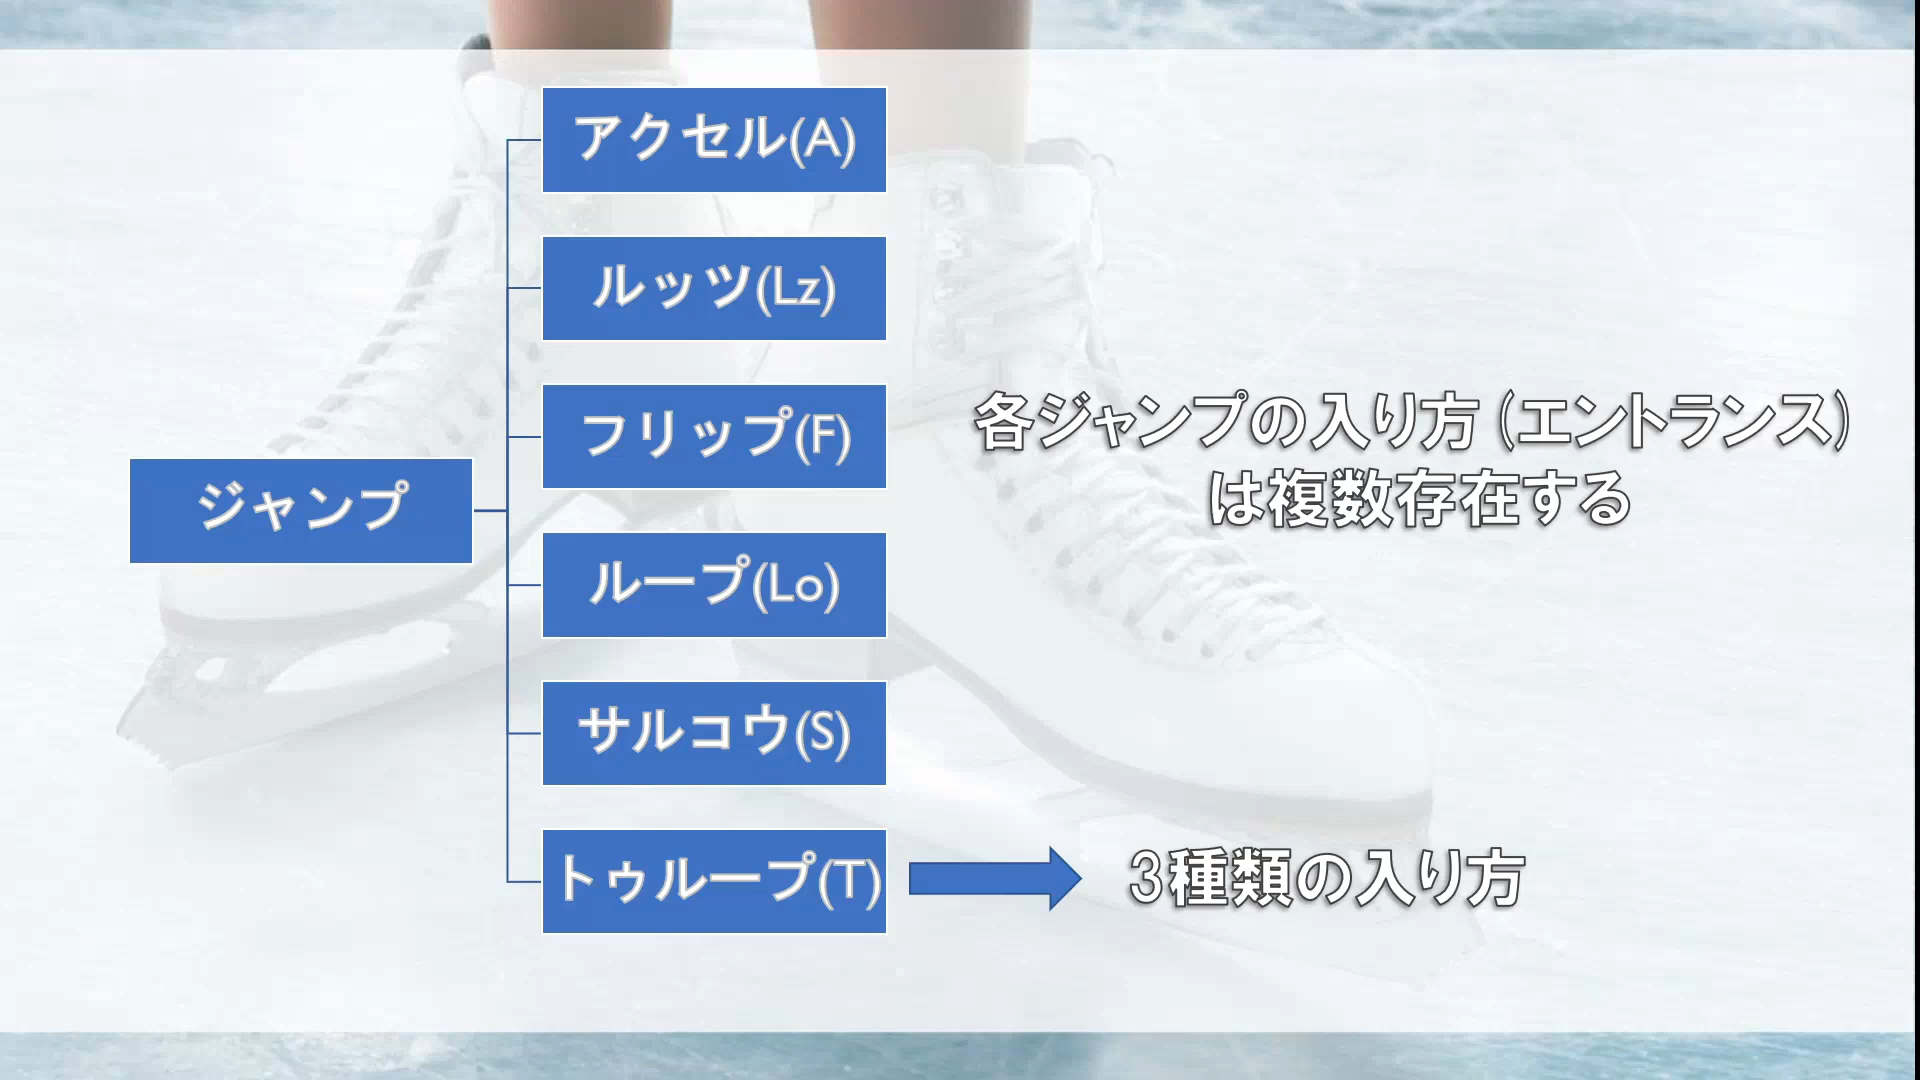 ジャンプ
アクセル(A)
ルッツ(Lz)
フリップ(F)
ループ(Lo)
サルコウ(S)
トゥループ(T)
各ジャンプの入り方(エントランス)
は複数存在する
3種類の入り方